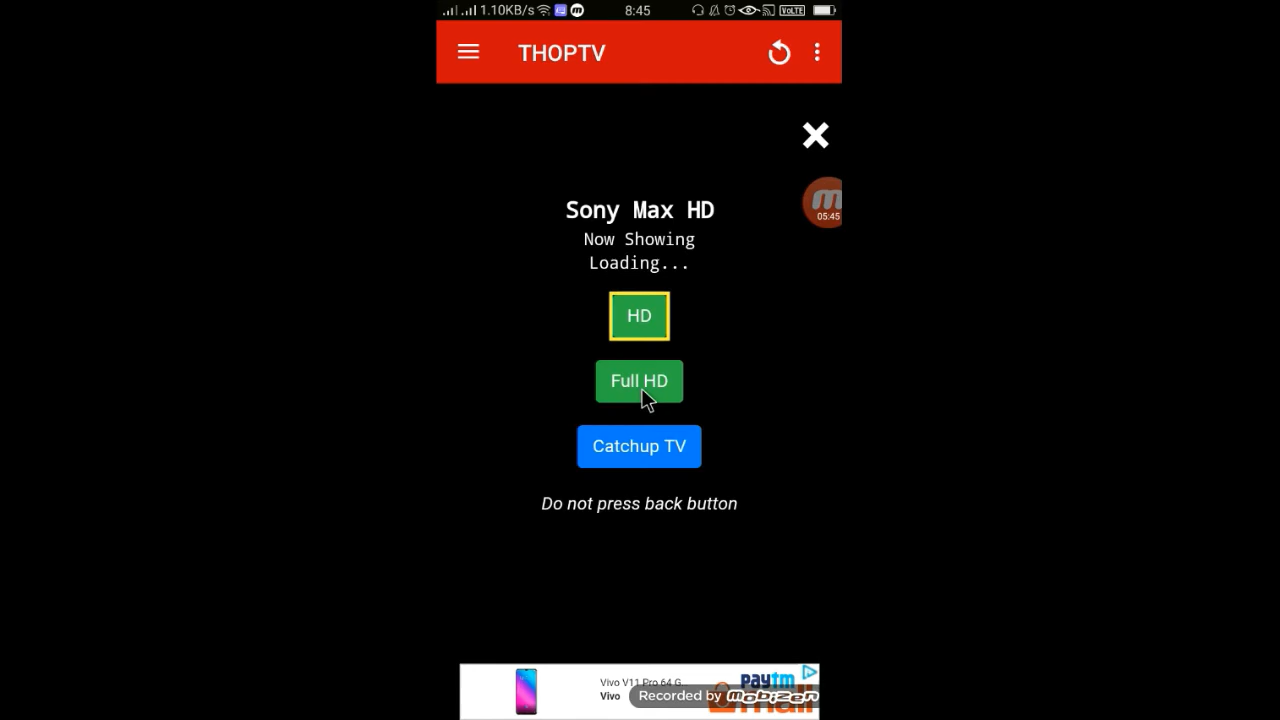 1.10KB/s 8:45 VoLTE
THOPTV
05:45
Sony Max HD
Now Showing
Loading...
HD
Full HD
Catchup TV
Do not press back button
Vivo V11 Pro 64 G..
Vivo
paytm
mall
Recorded by mobizen